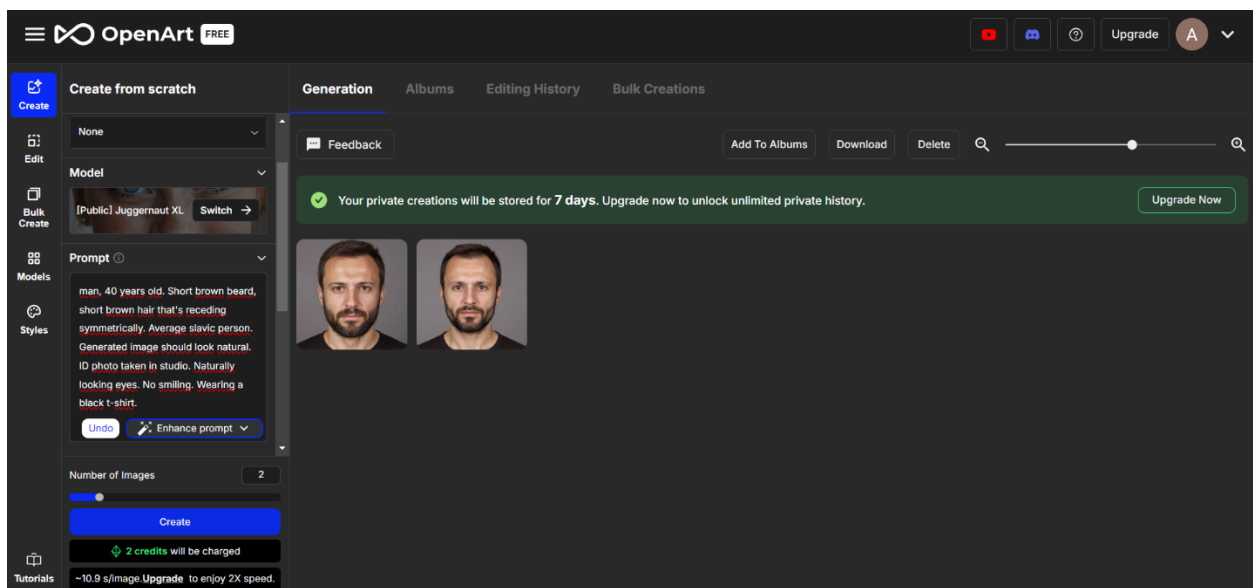 OpenArt FREE
Upgrade
A
Create
Edit
Bulk
Create
Models
Styles
Tutorials
Create from scratch
None
Model
[Public] Juggernaut XL
Switch →
Prompt
man, 40 years old. Short brown beard,
short brown hair that's receding
symmetrically. Average slavic person.
Generated image should look natural.
ID photo taken in studio. Naturally
looking eyes. No smiling. Wearing a
black t-shirt.
Undo
Enhance prompt
Number of Images
2
Create
2 credits will be charged
~10.9 s/image.Upgrade to enjoy 2X speed.
Generation
Albums
Editing History
Bulk Creations
Feedback
Add To Albums
Download
Delete
Your private creations will be stored for 7 days. Upgrade now to unlock unlimited private history.
Upgrade Now